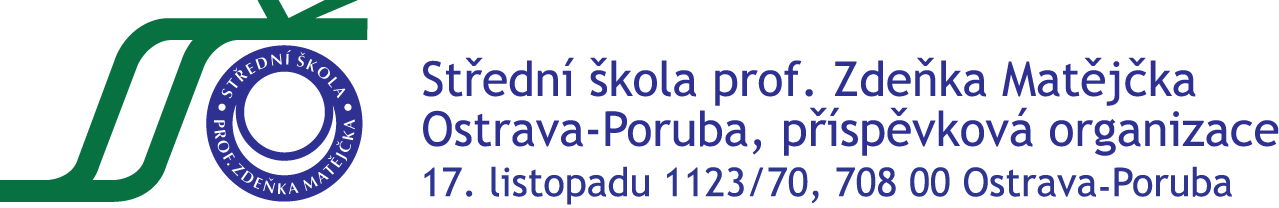 STŘEDNÍ ŠKOLA
PROF. ZDEŇKA MATĚJČKA
Střední škola prof. Zdeňka Matějčka
Ostrava-Poruba, příspěvková organizace
17. listopadu 1123/70, 708 00 Ostrava-Poruba